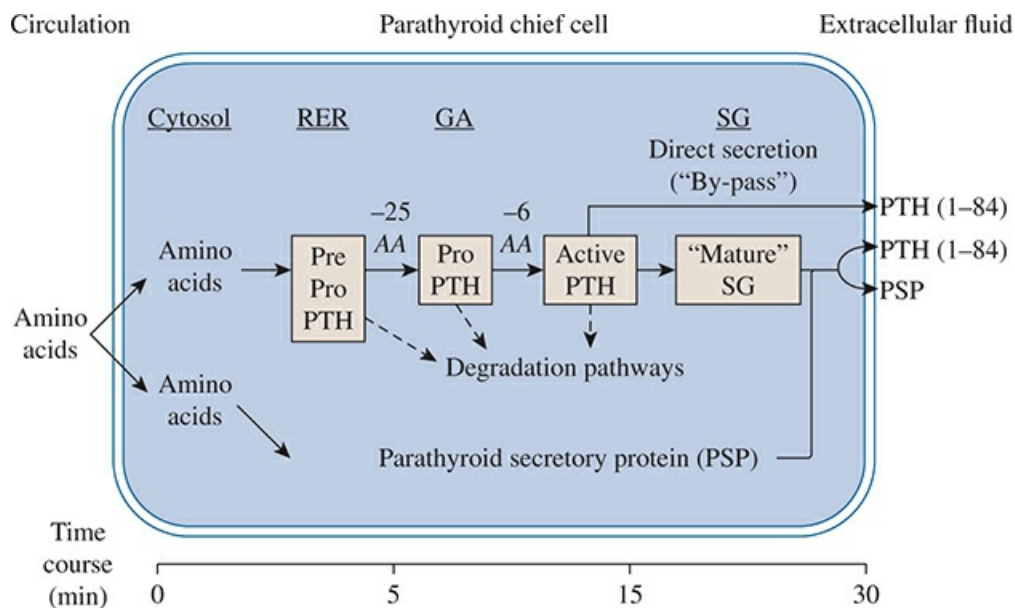 Circulation
Parathyroid chief cell
Extracellular fluid
Cytosol
RER
GA
SG
Direct secretion
(“By-pass”)
–25
AA
–6
AA
PTH (1–84)
PTH (1–84)
PSP
Amino
acids
Pre
Pro
PTH
Pro
PTH
Active
PTH
“Mature”
SG
Amino
acids
Degradation pathways
Amino
acids
Parathyroid secretory protein (PSP)
Time
course
(min)
0
5
15
30